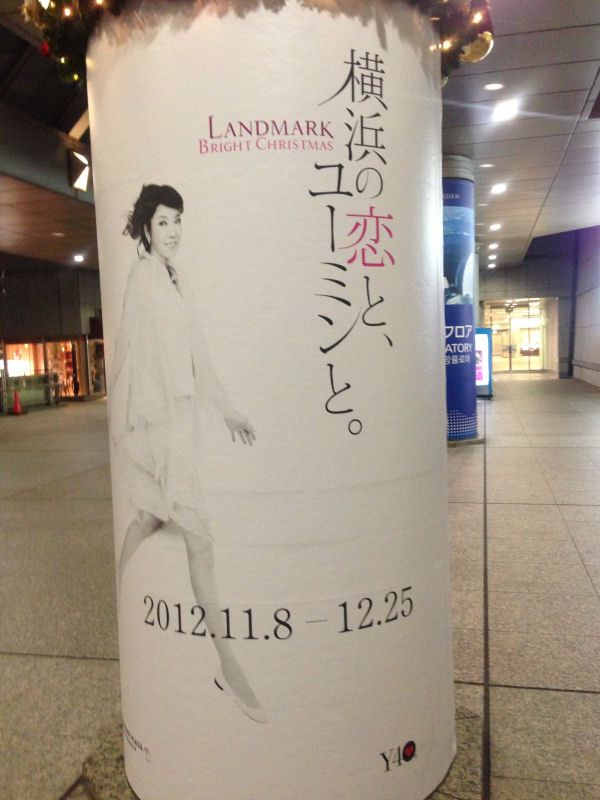 横浜の恋と、
ユーミンと。
LANDMARK
BRIGHT CHRISTMAS
2012.11.8 – 12.25
Y40
フロア